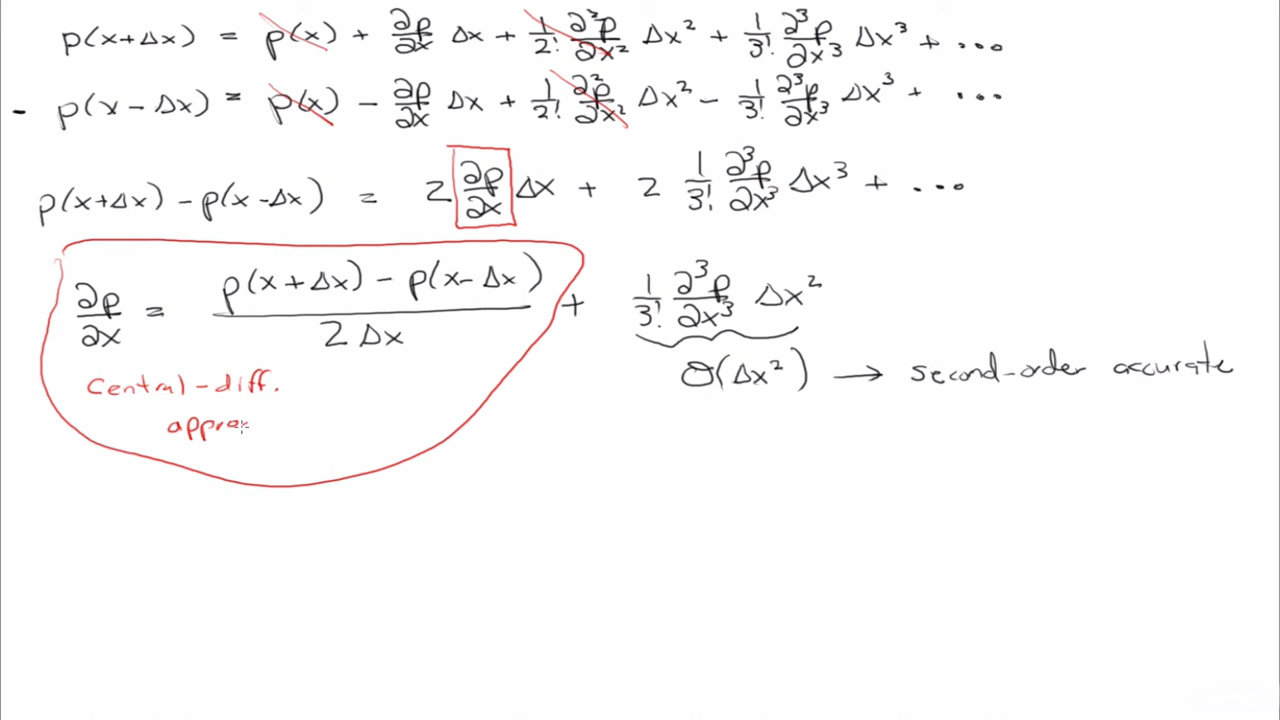 p(x+Δx) = p(x) + ∂p/∂x Δx + 1/2! ∂²p/∂x² Δx² + 1/3! ∂³p/∂x³ Δx³ + ...
- p(x-Δx) = p(x) - ∂p/∂x Δx + 1/2! ∂²p/∂x² Δx² - 1/3! ∂³p/∂x³ Δx³ + ...
p(x+Δx) - p(x-Δx) = 2 ∂p/∂x Δx + 2 1/3! ∂³p/∂x³ Δx³ + ...
∂p/∂x = p(x+Δx) - p(x-Δx) / 2Δx + 1/3! ∂³p/∂x³ Δx²
O(Δx²) → second-order accurate
Central-diff.
approx